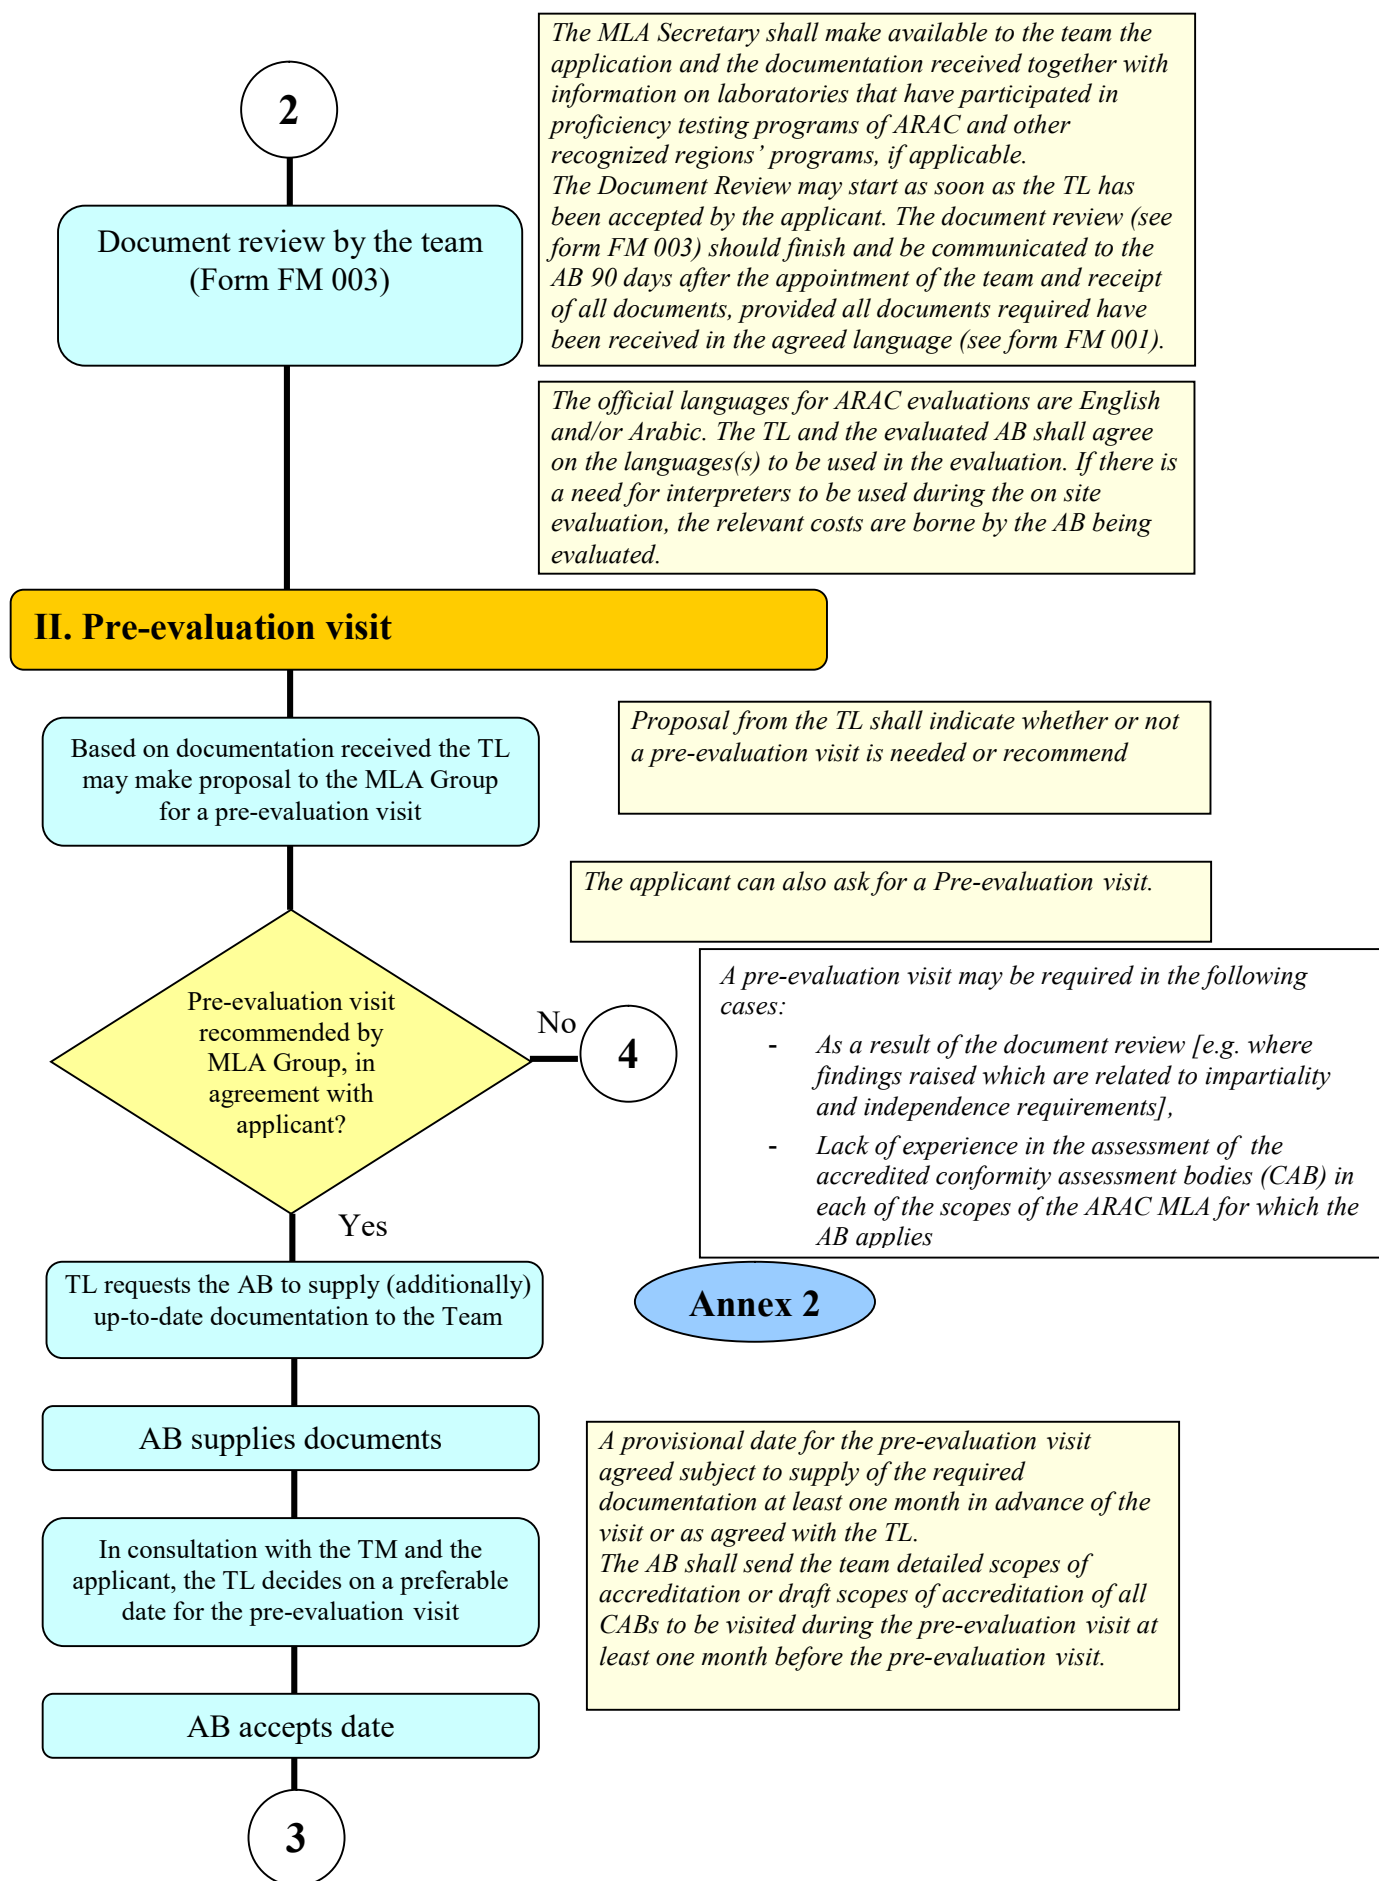 2
The MLA Secretary shall make available to the team the
application and the documentation received together with
information on laboratories that have participated in
proficiency testing programs of ARAC and other
recognized regions’ programs, if applicable.
The Document Review may start as soon as the TL has
been accepted by the applicant. The document review (see
form FM 003) should finish and be communicated to the
AB 90 days after the appointment of the team and receipt
of all documents, provided all documents required have
been received in the agreed language (see form FM 001).
Document review by the team
(Form FM 003)
The official languages for ARAC evaluations are English
and/or Arabic. The TL and the evaluated AB shall agree
on the languages(s) to be used in the evaluation. If there is
a need for interpreters to be used during the on site
evaluation, the relevant costs are borne by the AB being
evaluated.
II. Pre-evaluation visit
Based on documentation received the TL
may make proposal to the MLA Group
for a pre-evaluation visit
Proposal from the TL shall indicate whether or not
a pre-evaluation visit is needed or recommend
The applicant can also ask for a Pre-evaluation visit.
Pre-evaluation visit
recommended by
MLA Group, in
agreement with
applicant?
No
4
A pre-evaluation visit may be required in the following
cases:
- As a result of the document review [e.g. where
findings raised which are related to impartiality
and independence requirements],
- Lack of experience in the assessment of the
accredited conformity assessment bodies (CAB) in
each of the scopes of the ARAC MLA for which the
AB applies
Yes
TL requests the AB to supply (additionally)
up-to-date documentation to the Team
Annex 2
AB supplies documents
A provisional date for the pre-evaluation visit
agreed subject to supply of the required
documentation at least one month in advance of the
visit or as agreed with the TL.
The AB shall send the team detailed scopes of
accreditation or draft scopes of accreditation of all
CABs to be visited during the pre-evaluation visit at
least one month before the pre-evaluation visit.
In consultation with the TM and the
applicant, the TL decides on a preferable
date for the pre-evaluation visit
AB accepts date
3